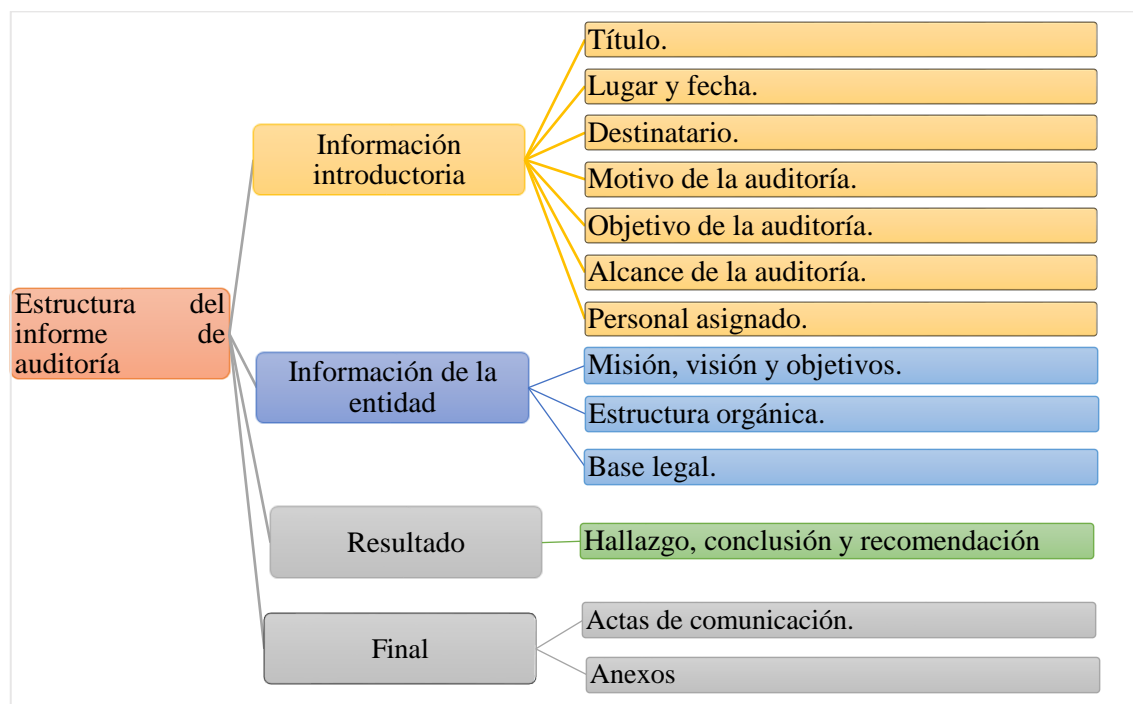 Estructura del
informe de
auditoría
Información
introductoria
Título.
Lugar y fecha.
Destinatario.
Motivo de la auditoría.
Objetivo de la auditoría.
Alcance de la auditoría.
Personal asignado.
Información de la
entidad
Misión, visión y objetivos.
Estructura orgánica.
Base legal.
Resultado
Hallazgo, conclusión y recomendación
Final
Actas de comunicación.
Anexos